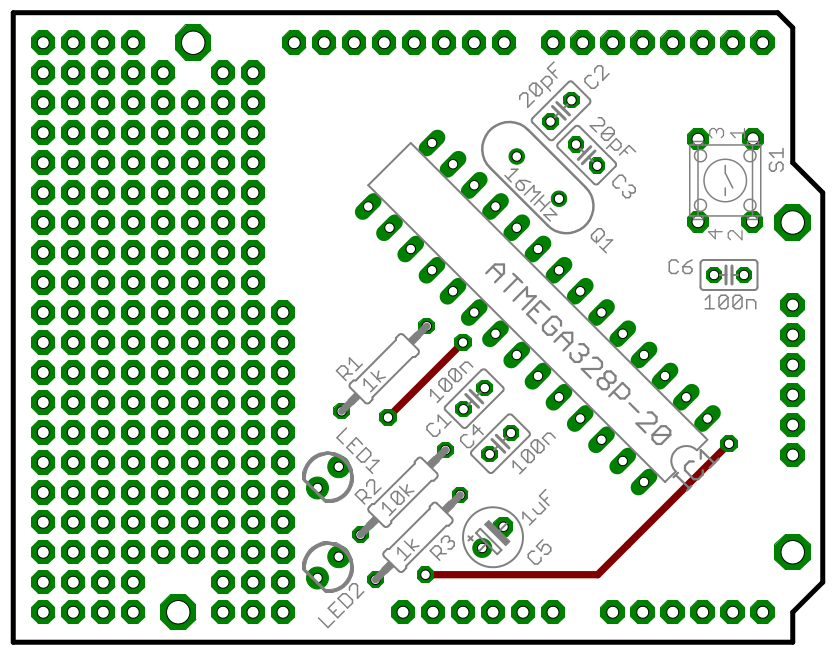 C2
20pF
20pF
C3
3
1
S1
4
2
16MHz
Q1
C6
100n
ATMEGA328P-20
IC1
R1
1k
100n
C1
C4
100n
LED1
R2
10k
1uF
+
C5
1k
R3
LED2